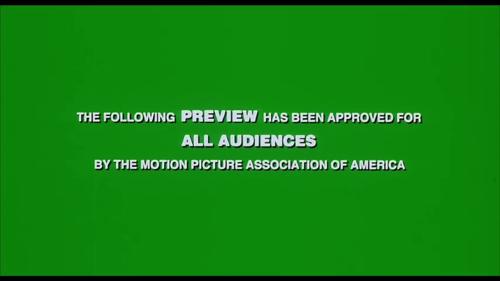 THE FOLLOWING PREVIEW HAS BEEN APPROVED FOR
ALL AUDIENCES
BY THE MOTION PICTURE ASSOCIATION OF AMERICA